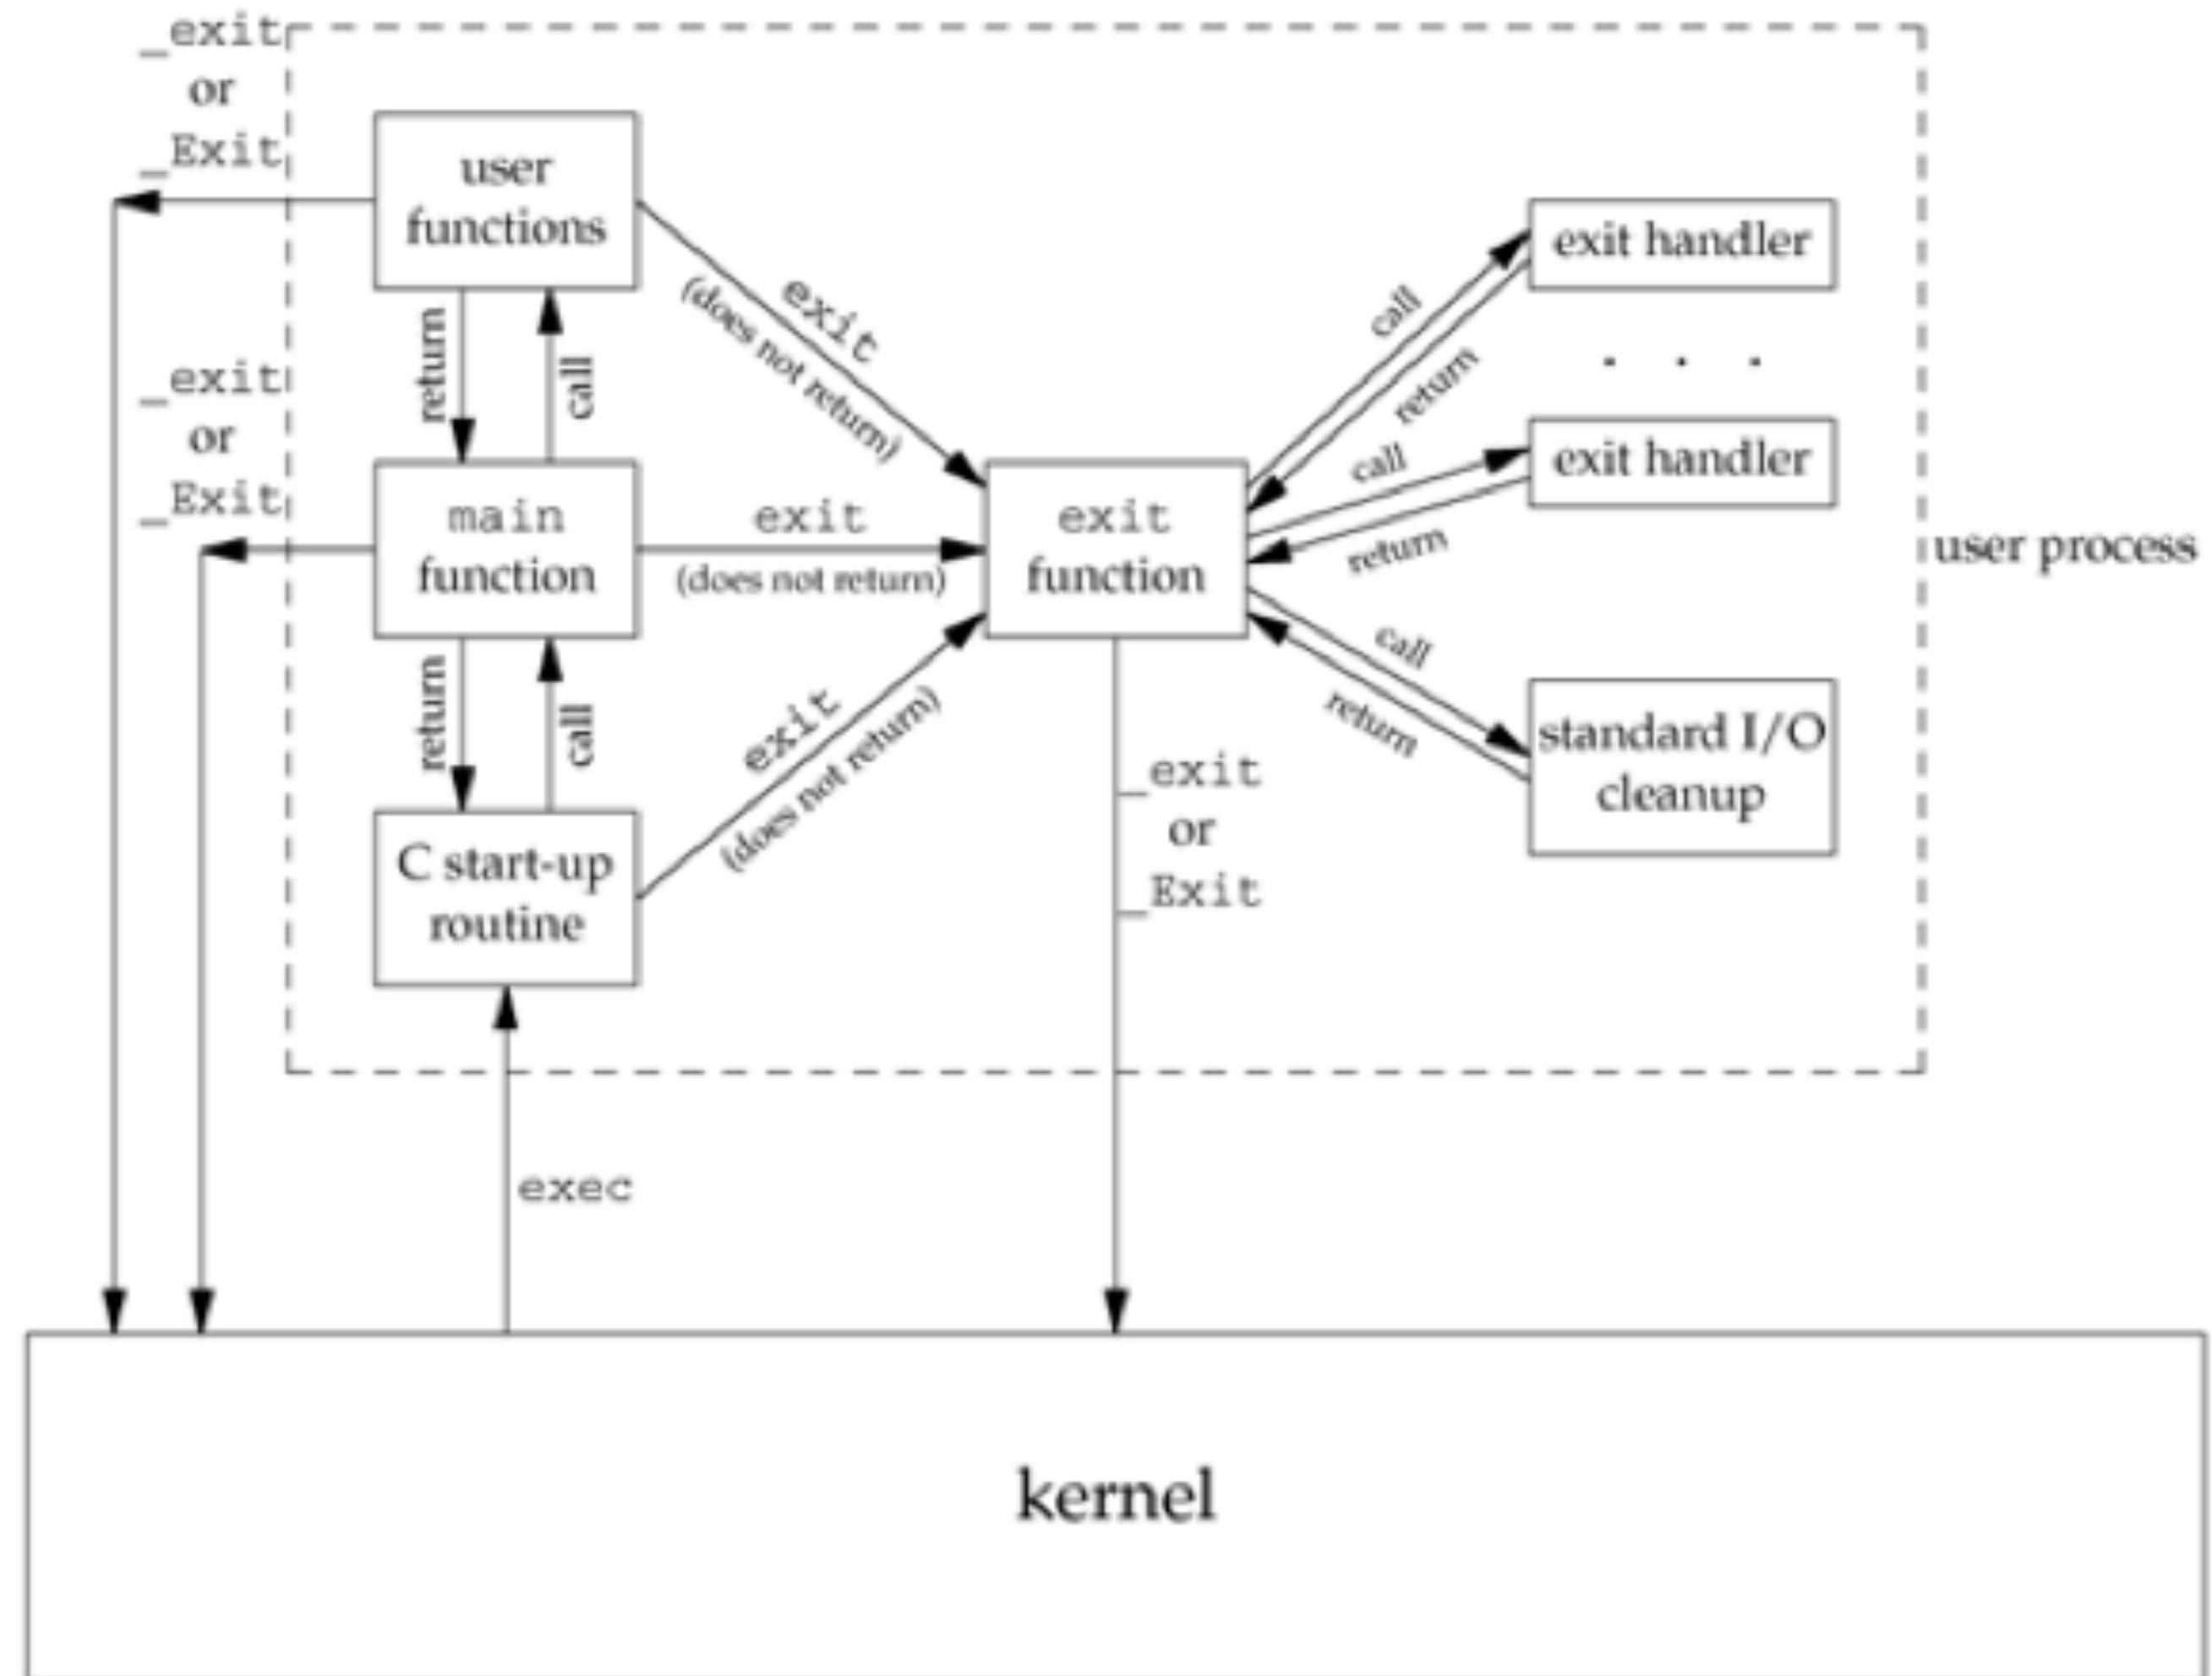 _exit
or
_Exit
user
functions
exit
(does not return)
call
return
exit handler
. . .
return
call
_exit
or
_Exit
main
function
exit
(does not return)
exit
function
call
return
exit handler
user process
return
call
exit
(does not return)
call
return
standard I/O
cleanup
C start-up
routine
_exit
or
_Exit
exec
kernel